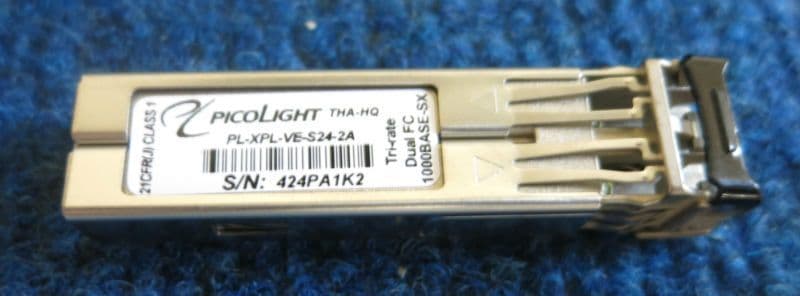 21CFR(J) CLASS 1
PICOLIGHT THA-HQ
PL-XPL-VE-S24-2A
S/N: 424PA1K2
Tri-rate
Dual FC
1000BASE-SX